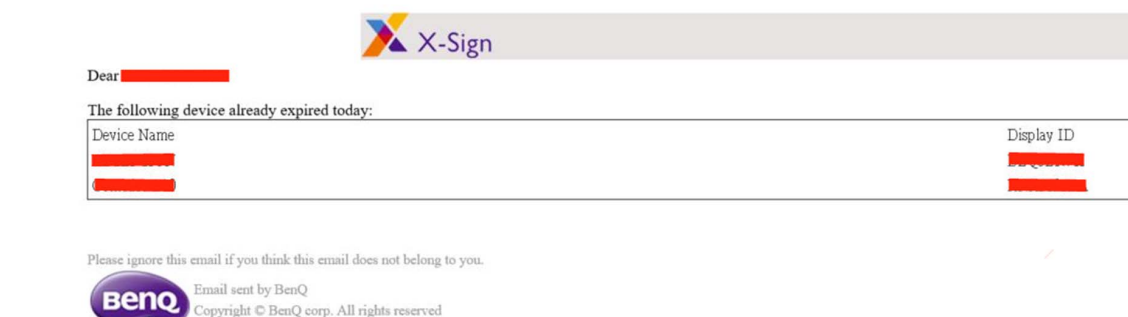 X-Sign
Dear
The following device already expired today:
Device Name Display ID
Please ignore this email if you think this email does not belong to you.
BenQ
Email sent by BenQ
Copyright © BenQ corp. All rights reserved